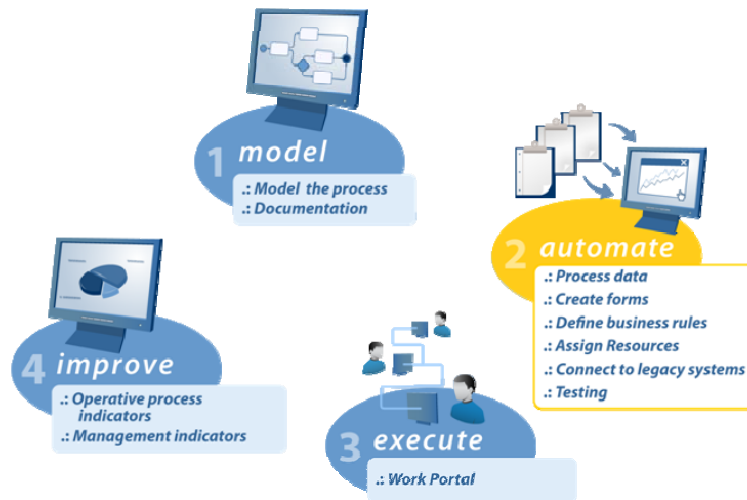 1 model
.: Model the process
.: Documentation
2 automate
.: Process data
.: Create forms
.: Define business rules
.: Assign Resources
.: Connect to legacy systems
.: Testing
3 execute
.: Work Portal
4 improve
.: Operative process
indicators
.: Management indicators